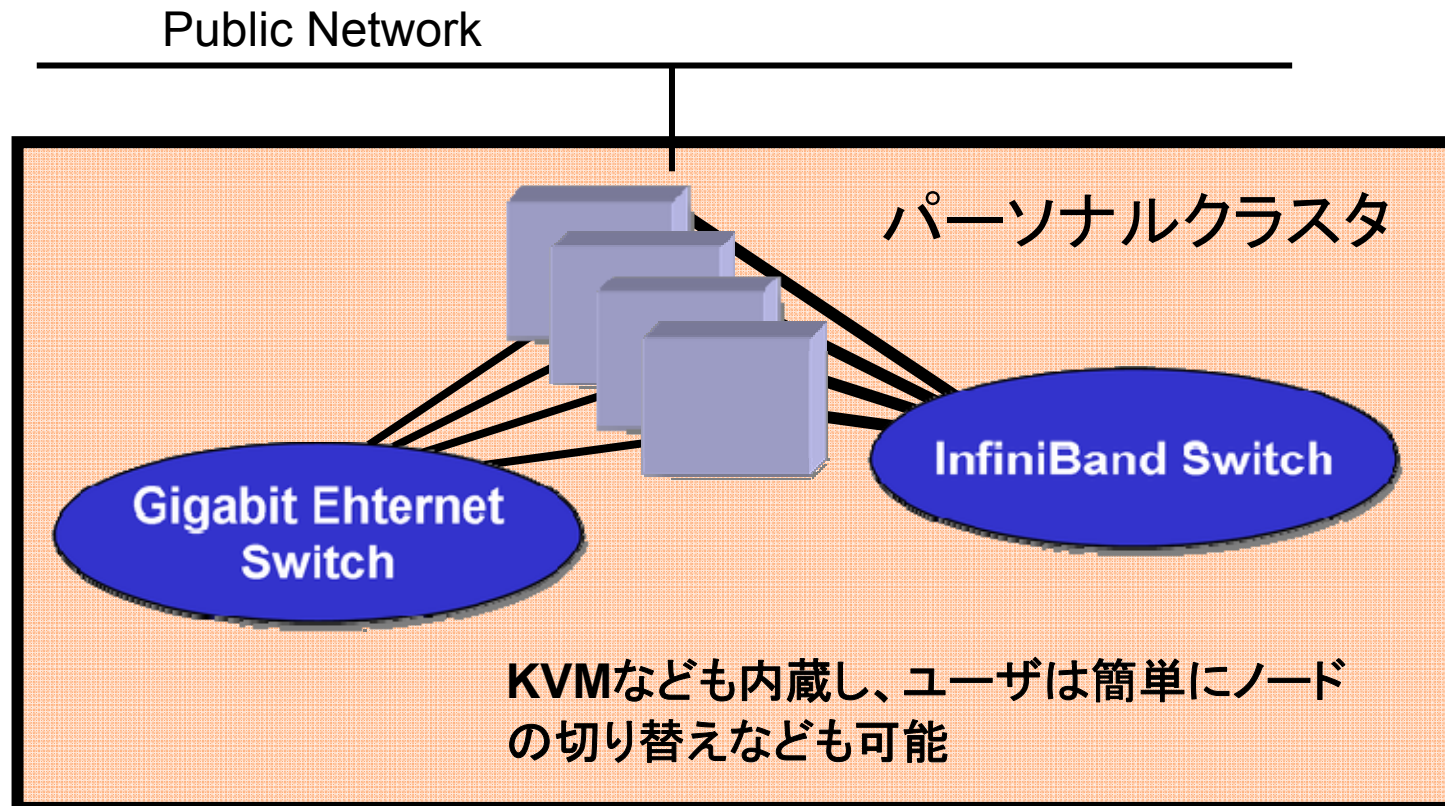 Public Network
パーソナルクラスタ
InfiniBand Switch
Gigabit Ehternet
Switch
KVMなども内蔵し、ユーザは簡単にノード
の切り替えなども可能